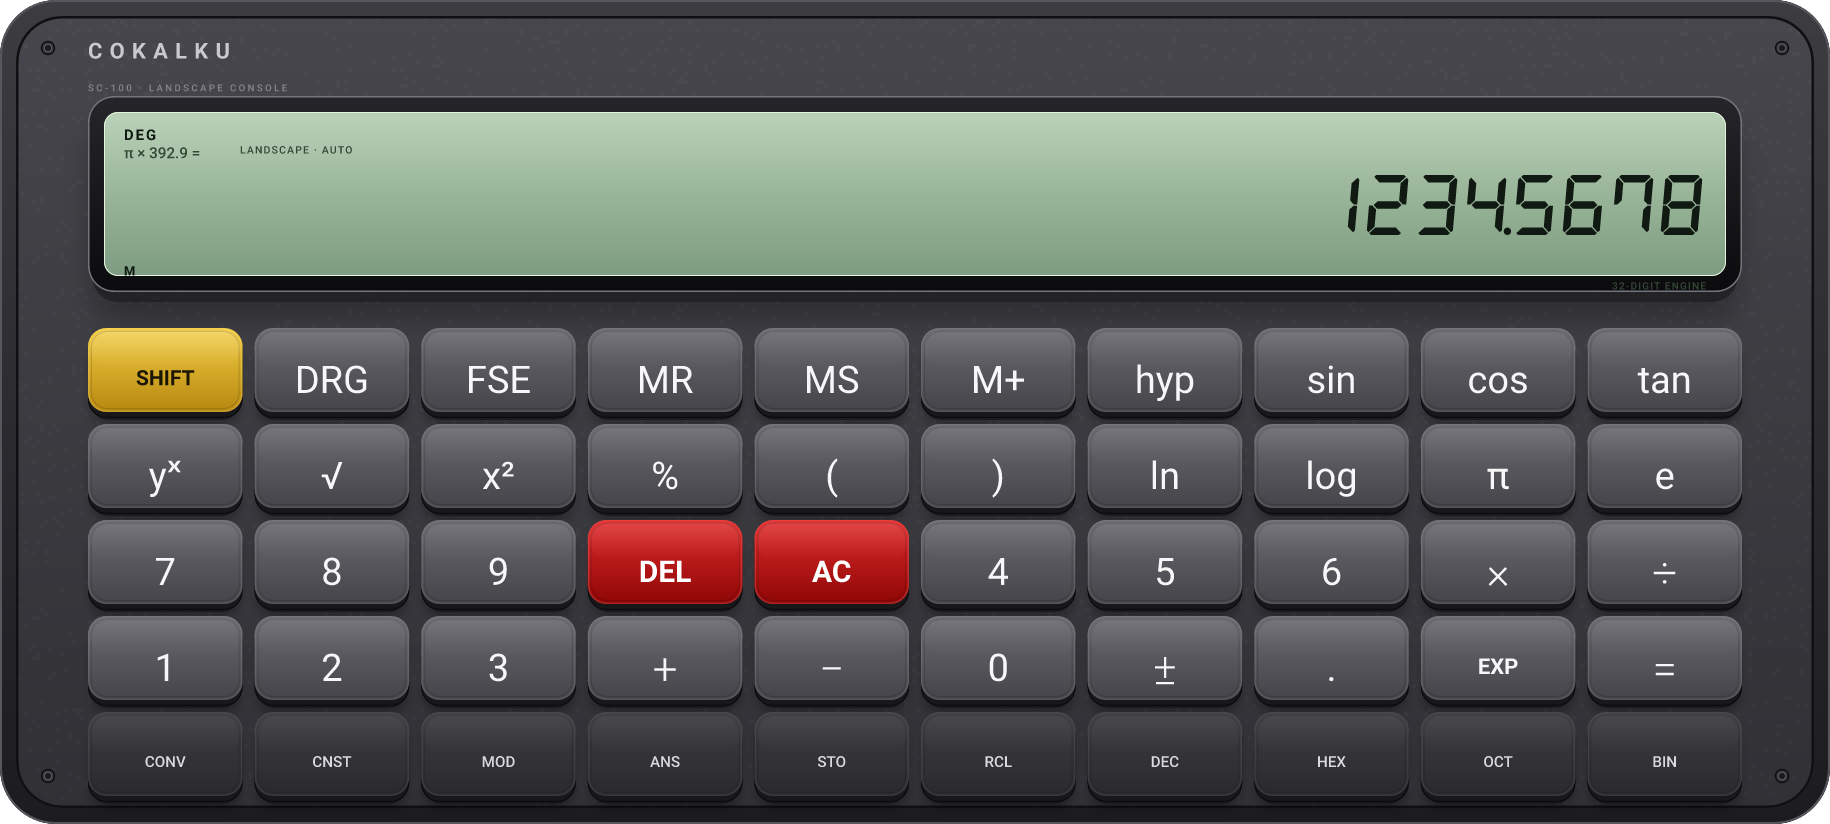 COKALKU
SC-100 · LANDSCAPE CONSOLE
DEG
π × 392.9 = LANDSCAPE · AUTO
1234.5678
M
32-DIGIT ENGINE
SHIFT DRG FSE MR MS M+ hyp sin cos tan
yˣ √ x² % ( ) ln log π e
7 8 9 DEL AC 4 5 6 × ÷
1 2 3 + − 0 ± . EXP =
CONV CNST MOD ANS STO RCL DEC HEX OCT BIN